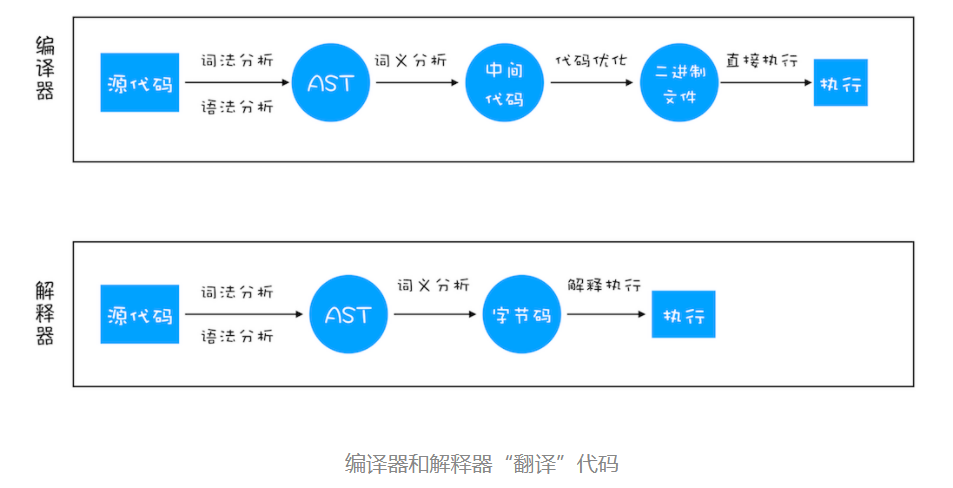 编译器
源代码
词法分析
语法分析
AST
词义分析
中间
代码
代码优化
二进制
文件
直接执行
执行
解释器
源代码
词法分析
语法分析
AST
词义分析
字节码
解释执行
执行
编译器和解释器“翻译”代码